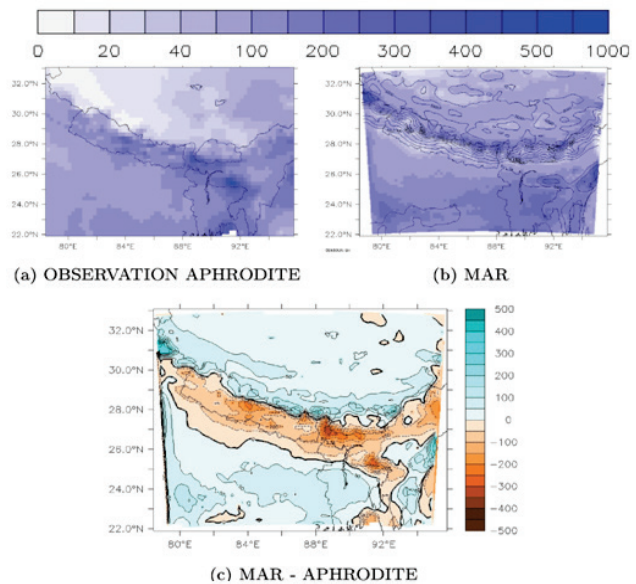 0 10 20 40 100 200 300 400 500 1000
32.0°N 32.0°N
30.0°N 30.0°N
28.0°N 28.0°N
26.0°N 26.0°N
24.0°N 24.0°N
22.0°N 22.0°N
80°E 84°E 88°E 92°E 80°E 84°E 88°E 92°E
(a) OBSERVATION APHRODITE (b) MAR
32.0°N
30.0°N
28.0°N
26.0°N
24.0°N
22.0°N
80°E 84°E 88°E 92°E
500
400
300
200
100
0
−100
−200
−300
−400
−500
(c) MAR - APHRODITE